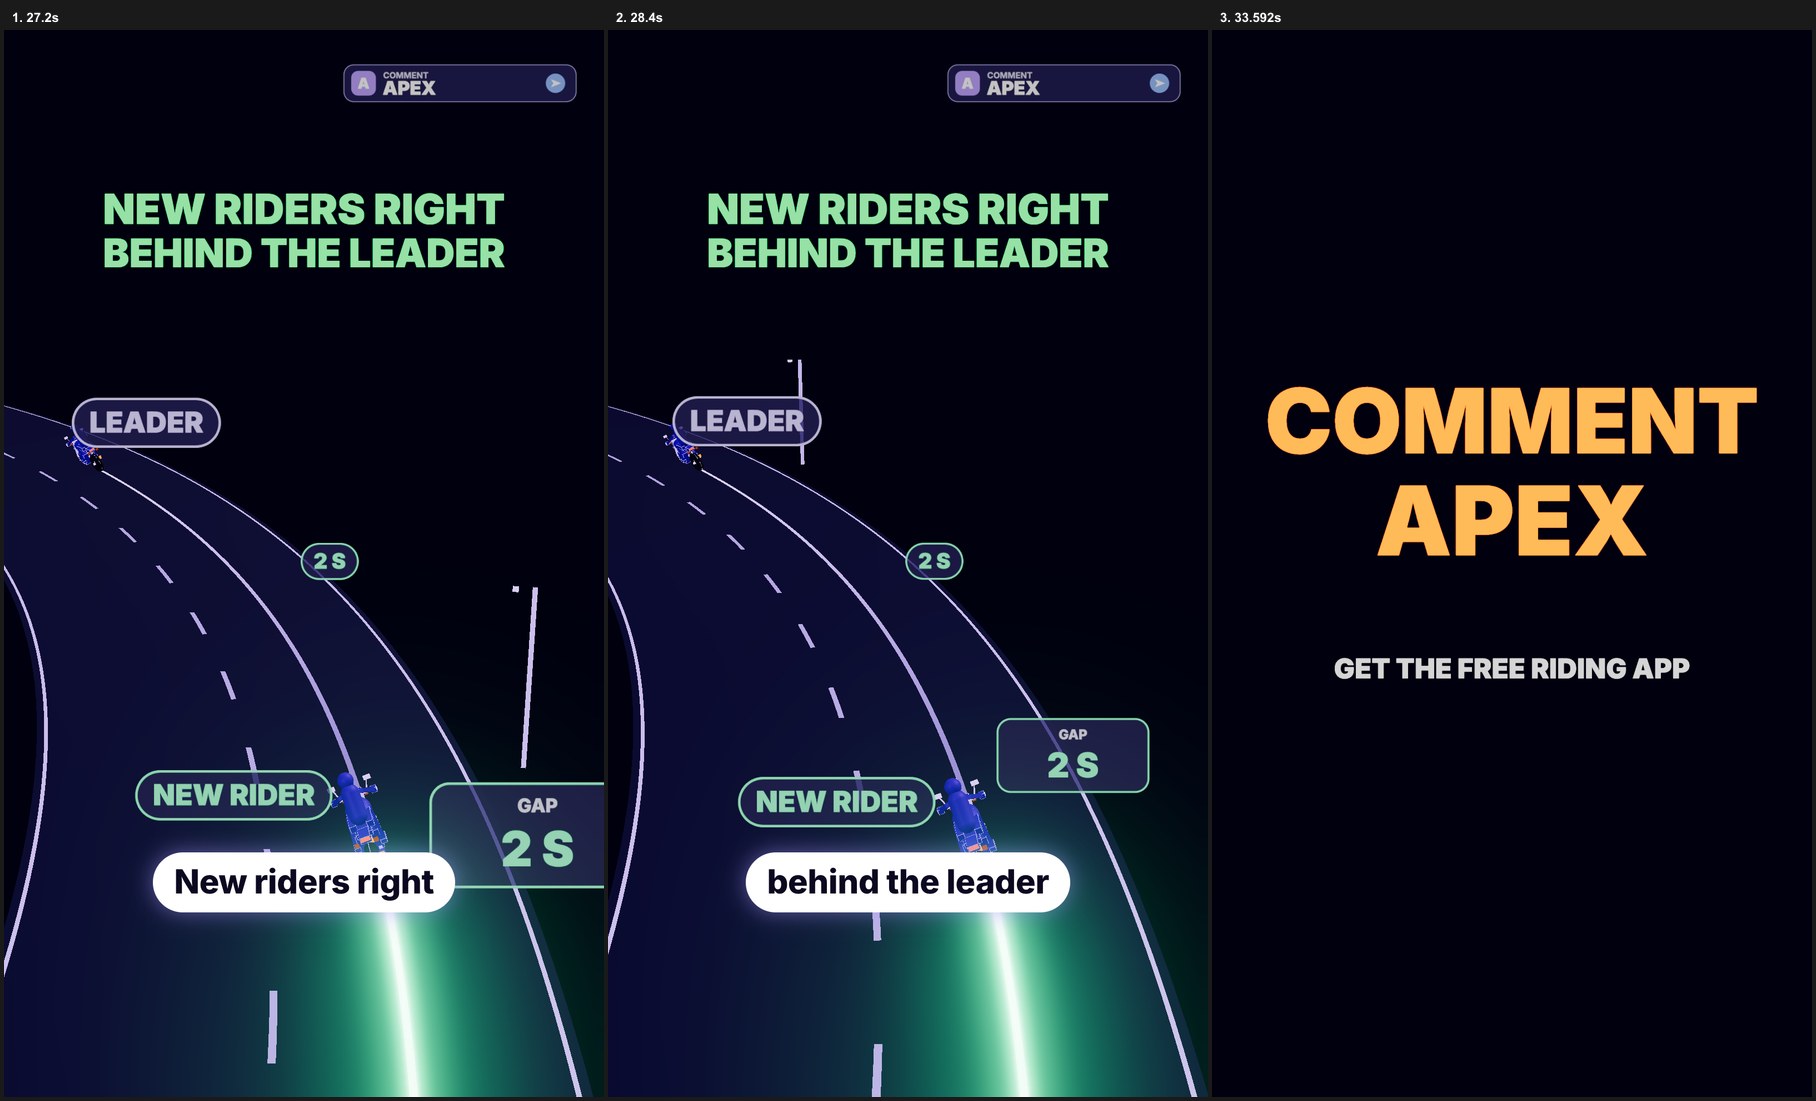 1. 27.2s
A COMMENT
APEX
NEW RIDERS RIGHT
BEHIND THE LEADER
LEADER
2 S
NEW RIDER
GAP
2 S
New riders right
2. 28.4s
A COMMENT
APEX
NEW RIDERS RIGHT
BEHIND THE LEADER
LEADER
2 S
GAP
2 S
NEW RIDER
behind the leader
3. 33.592s
COMMENT
APEX
GET THE FREE RIDING APP